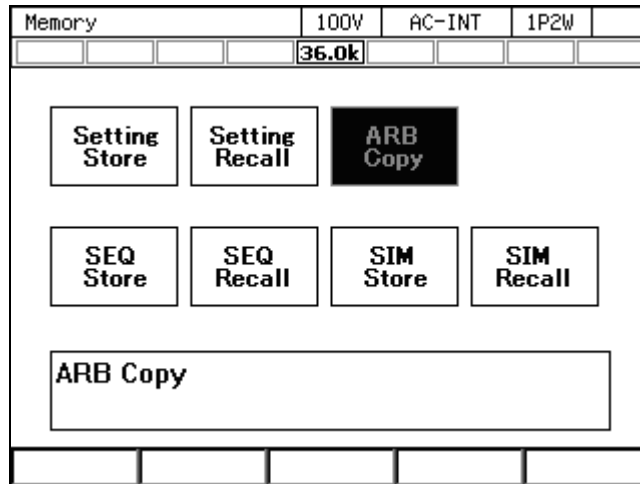 Memory 100V AC-INT 1P2W
36.0k
Setting Store
Setting Recall
ARB Copy
SEQ Store
SEQ Recall
SIM Store
SIM Recall
ARB Copy